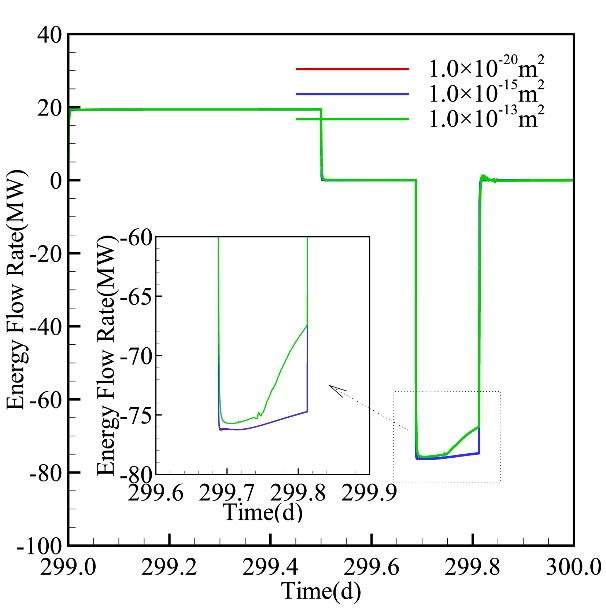 40
20
0
-20
-40
-60
-80
-100
Energy Flow Rate(MW)
1.0×10⁻²⁰m²
1.0×10⁻¹⁵m²
1.0×10⁻¹³m²
-60
-65
-70
-75
-80
Energy Flow Rate(MW)
299.6 299.7 299.8 299.9
Time(d)
299.0 299.2 299.4 299.6 299.8 300.0
Time(d)